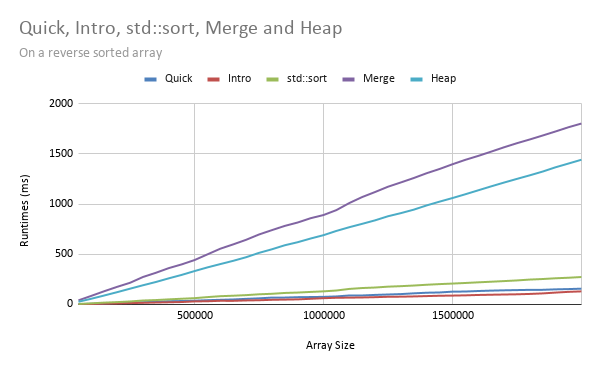 Quick, Intro, std::sort, Merge and Heap
On a reverse sorted array
Quick Intro std::sort Merge Heap
2000
1500
1000
500
0
Runtimes (ms)
500000 1000000 1500000
Array Size